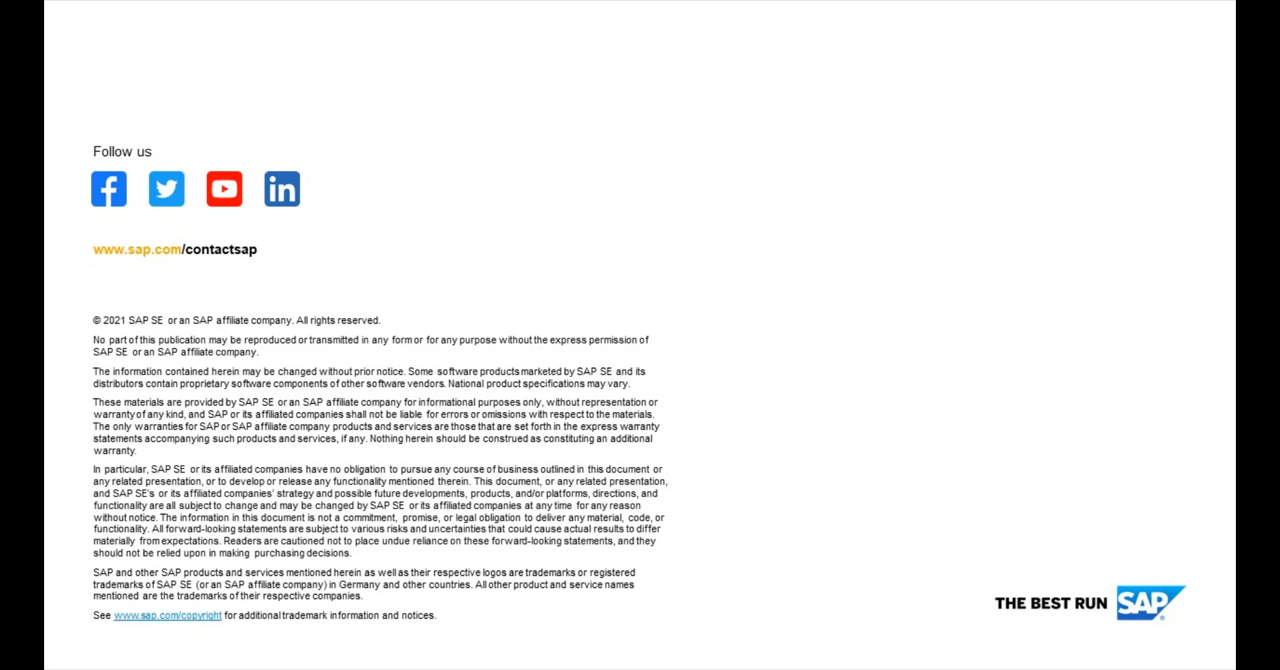 Follow us
www.sap.com/contactsap
© 2021 SAP SE or an SAP affiliate company. All rights reserved.
No part of this publication may be reproduced or transmitted in any form or for any purpose without the express permission of
SAP SE or an SAP affiliate company.
The information contained herein may be changed without prior notice. Some software products marketed by SAP SE and its
distributors contain proprietary software components of other software vendors. National product specifications may vary.
These materials are provided by SAP SE or an SAP affiliate company for informational purposes only, without representation or
warranty of any kind, and SAP or its affiliated companies shall not be liable for errors or omissions with respect to the materials.
The only warranties for SAP or SAP affiliate company products and services are those that are set forth in the express warranty
statements accompanying such products and services, if any. Nothing herein should be construed as constituting an additional
warranty.
In particular, SAP SE or its affiliated companies have no obligation to pursue any course of business outlined in this document or
any related presentation, or to develop or release any functionality mentioned therein. This document, or any related presentation,
and SAP SE's or its affiliated companies' strategy and possible future developments, products, and/or platforms, directions, and
functionality are all subject to change and may be changed by SAP SE or its affiliated companies at any time for any reason
without notice. The information in this document is not a commitment, promise, or legal obligation to deliver any material, code, or
functionality. All forward-looking statements are subject to various risks and uncertainties that could cause actual results to differ
materially from expectations. Readers are cautioned not to place undue reliance on these forward-looking statements, and they
should not be relied upon in making purchasing decisions.
SAP and other SAP products and services mentioned herein as well as their respective logos are trademarks or registered
trademarks of SAP SE (or an SAP affiliate company) in Germany and other countries. All other product and service names
mentioned are the trademarks of their respective companies.
See www.sap.com/copyright for additional trademark information and notices.
THE BEST RUN SAP®